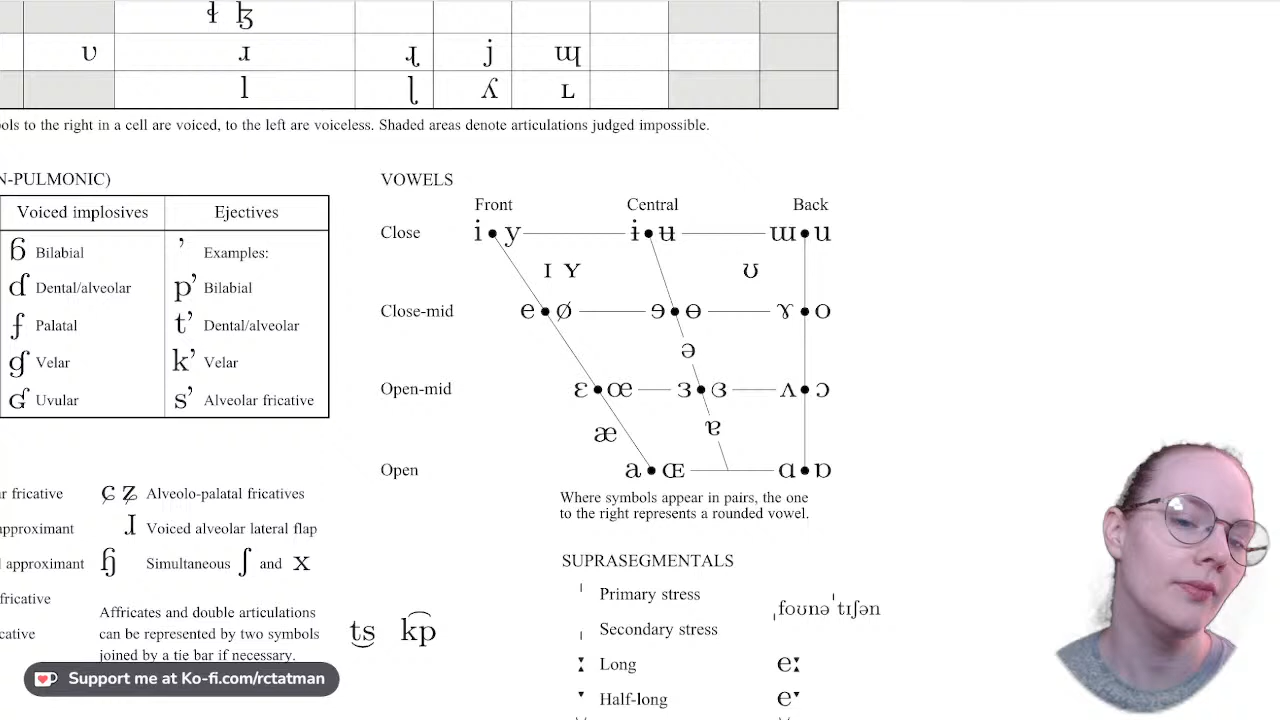 ɬ ɮ
ʋ ɹ ɻ j ɰ
l ɭ ʎ ʟ
ols to the right in a cell are voiced, to the left are voiceless. Shaded areas denote articulations judged impossible.
N-PULMONIC)
Voiced implosives Ejectives
ɓ Bilabial ʼ Examples:
ɗ Dental/alveolar pʼ Bilabial
ʄ Palatal tʼ Dental/alveolar
ɠ Velar kʼ Velar
ʛ Uvular sʼ Alveolar fricative
VOWELS
Front Central Back
Close i y ɨ ʉ ɯ u
ɪ ʏ ʊ
Close-mid e ø ɘ ɵ ɤ o
ə
Open-mid ɛ œ ɜ ɞ ʌ ɔ
æ ɐ
Open a ɶ ɑ ɒ
Where symbols appear in pairs, the one
to the right represents a rounded vowel.
r fricative ɕ ʑ Alveolo-palatal fricatives
approximant ɺ Voiced alveolar lateral flap
l approximant ɧ Simultaneous ʃ and x
fricative
cative
Affricates and double articulations
can be represented by two symbols
joined by a tie bar if necessary.
t͜s k͡p
SUPRASEGMENTALS
ˈ Primary stress ˌfoʊnəˈtɪʃən
ˌ Secondary stress
ː Long eː
ˑ Half-long eˑ
Support me at Ko-fi.com/rctatman